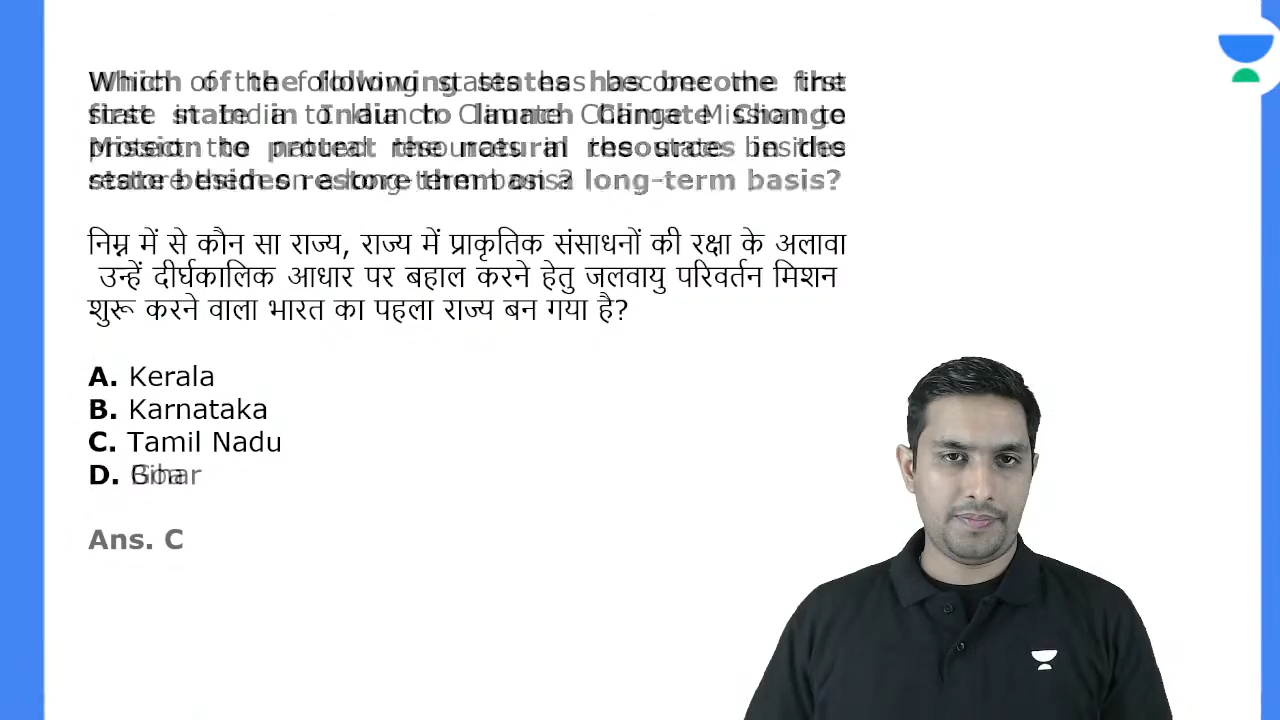 Which of the following states has become the
first state in India to launch Climate Change
Mission to protect the natural resources in the
state besides restore them on a long-term basis?
निम्न में से कौन सा राज्य, राज्य में प्राकृतिक संसाधनों की रक्षा के अलावा
उन्हें दीर्घकालिक आधार पर बहाल करने हेतु जलवायु परिवर्तन मिशन
शुरू करने वाला भारत का पहला राज्य बन गया है?
A. Kerala
B. Karnataka
C. Tamil Nadu
D.
Ans. C